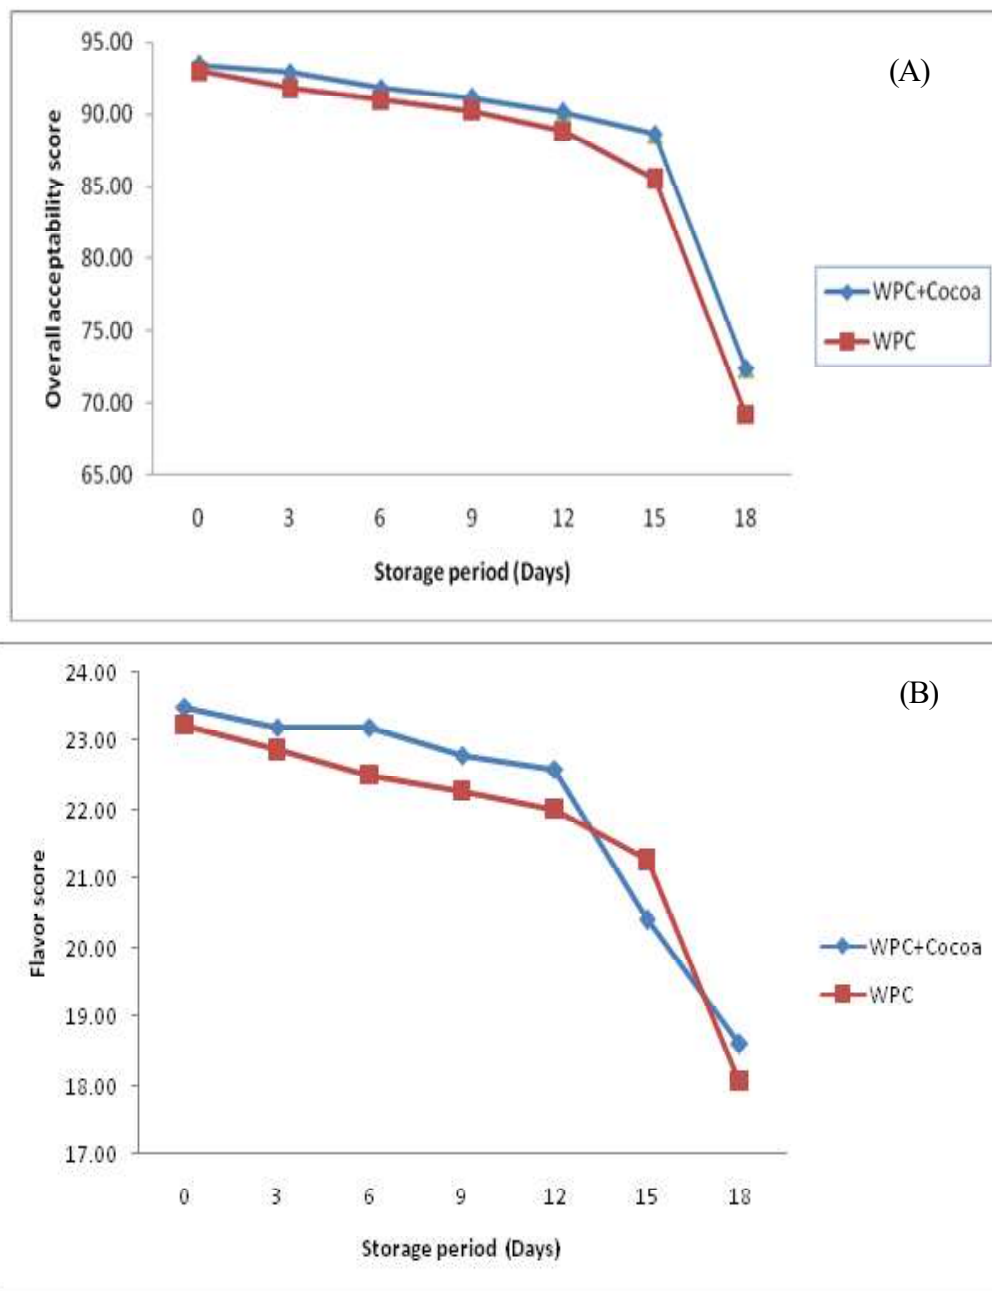 (A)
Overall acceptability score
95.00
90.00
85.00
80.00
75.00
70.00
65.00
0 3 6 9 12 15 18
Storage period (Days)
WPC+Cocoa
WPC
(B)
Flavor score
24.00
23.00
22.00
21.00
20.00
19.00
18.00
17.00
0 3 6 9 12 15 18
Storage period (Days)
WPC+Cocoa
WPC